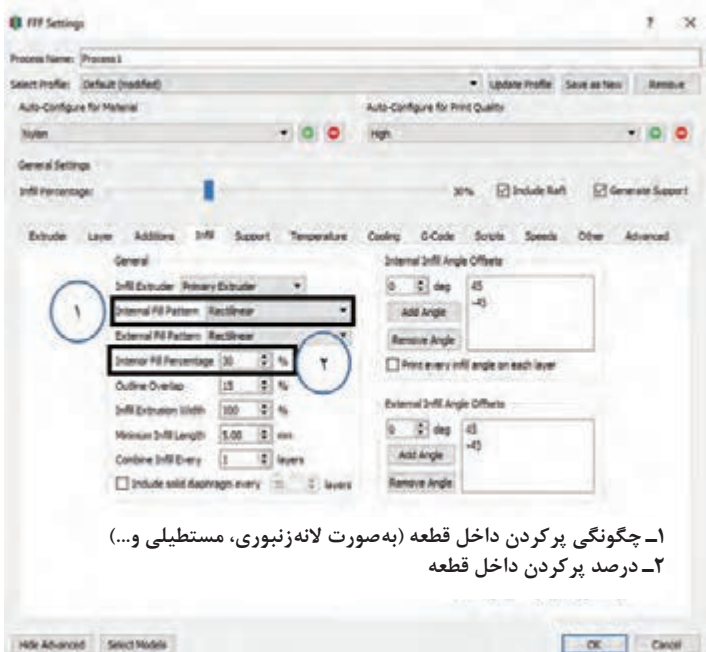 FFF Settings ? ×
Process Name: Process1
Select Profile: Default (modified) Update Profile Save as New Remove
Auto-Configure for Material Auto-Configure for Print Quality
Nylon High
General Settings
Infill Percentage: 30% Include Raft Generate Support
Extruder Layer Additions Infill Support Temperature Cooling G-Code Scripts Speeds Other Advanced
General
Infill Extruder Primary Extruder
۱
Internal Fill Pattern Rectilinear
External Fill Pattern Rectilinear
۲
Interior Fill Percentage 30 %
Outline Overlap 15 %
Infill Extrusion Width 100 %
Minimum Infill Length 5.00 mm
Combine Infill Every 1 layers
Include solid diaphragm every layers
Internal Infill Angle Offsets
0 deg 45
-45
Add Angle
Remove Angle
Print every infill angle on each layer
External Infill Angle Offsets
0 deg 45
-45
Add Angle
Remove Angle
۱ـ چگونگی پرکردن داخل قطعه (به‌صورت لانه‌زنبوری، مستطیلی و...)
۲ـ درصد پرکردن داخل قطعه
Hide Advanced Select Models OK Cancel